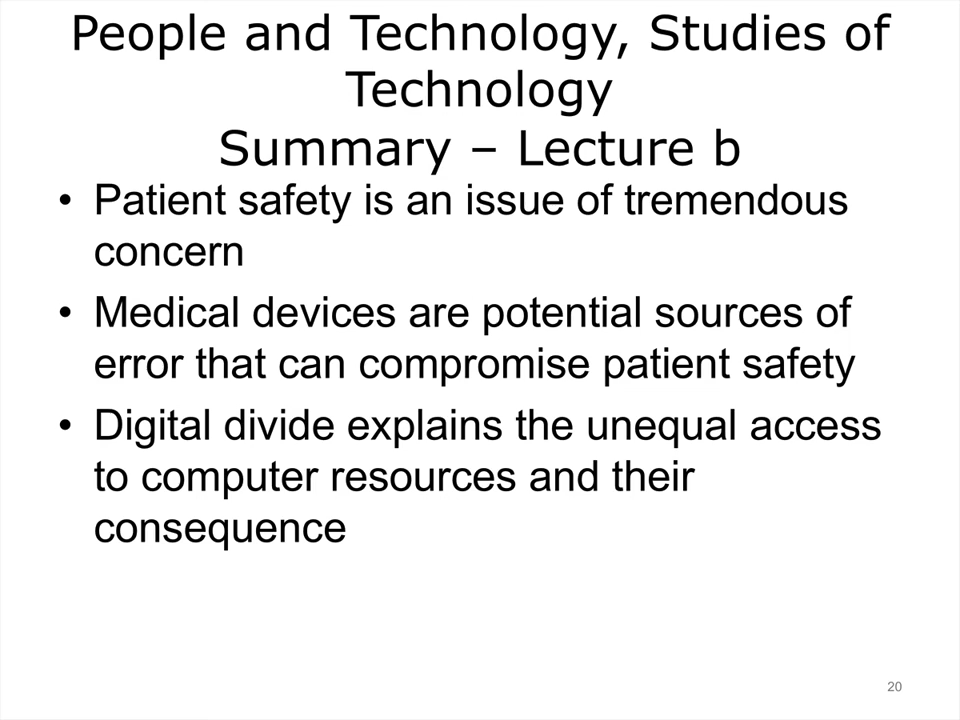 People and Technology, Studies of
Technology
Summary – Lecture b
• Patient safety is an issue of tremendous
concern
• Medical devices are potential sources of
error that can compromise patient safety
• Digital divide explains the unequal access
to computer resources and their
consequence
20